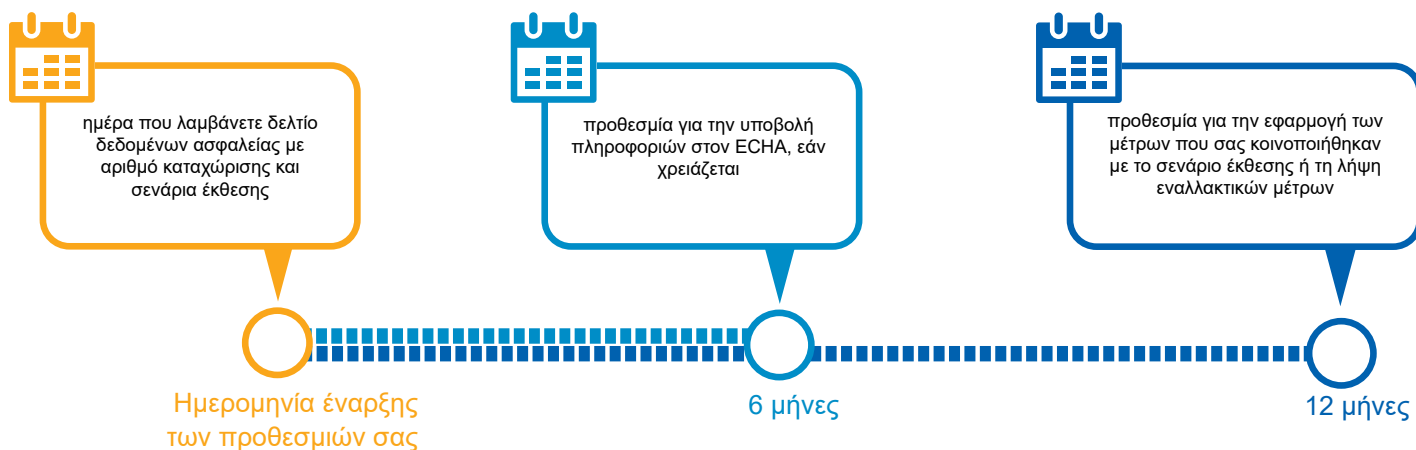 ημέρα που λαμβάνετε δελτίο
δεδομένων ασφαλείας με
αριθμό καταχώρισης και
σενάρια έκθεσης
προθεσμία για την υποβολή
πληροφοριών στον ECHA, εάν
χρειάζεται
προθεσμία για την εφαρμογή των
μέτρων που σας κοινοποιήθηκαν
με το σενάριο έκθεσης ή τη λήψη
εναλλακτικών μέτρων
Ημερομηνία έναρξης
των προθεσμιών σας
6 μήνες
12 μήνες